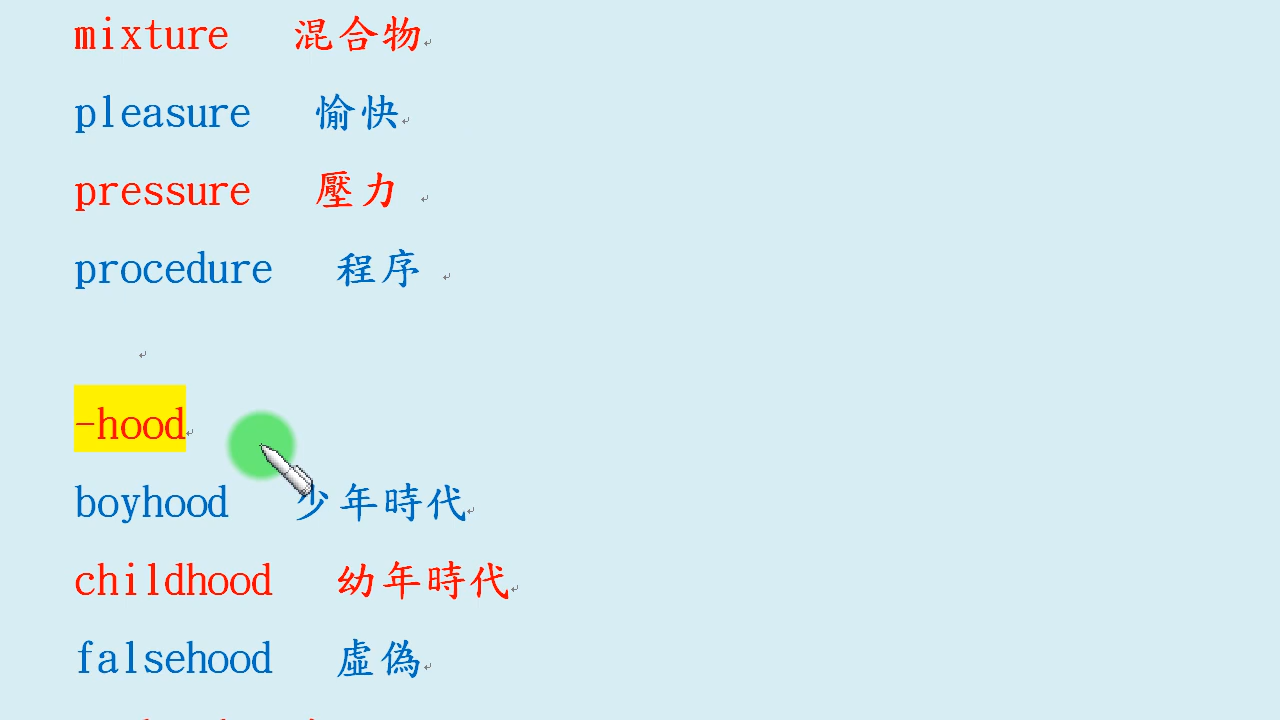 mixture 混合物
pleasure 愉快
pressure 壓力
procedure 程序
-hood
boyhood 少年時代
childhood 幼年時代
falsehood 虛偽